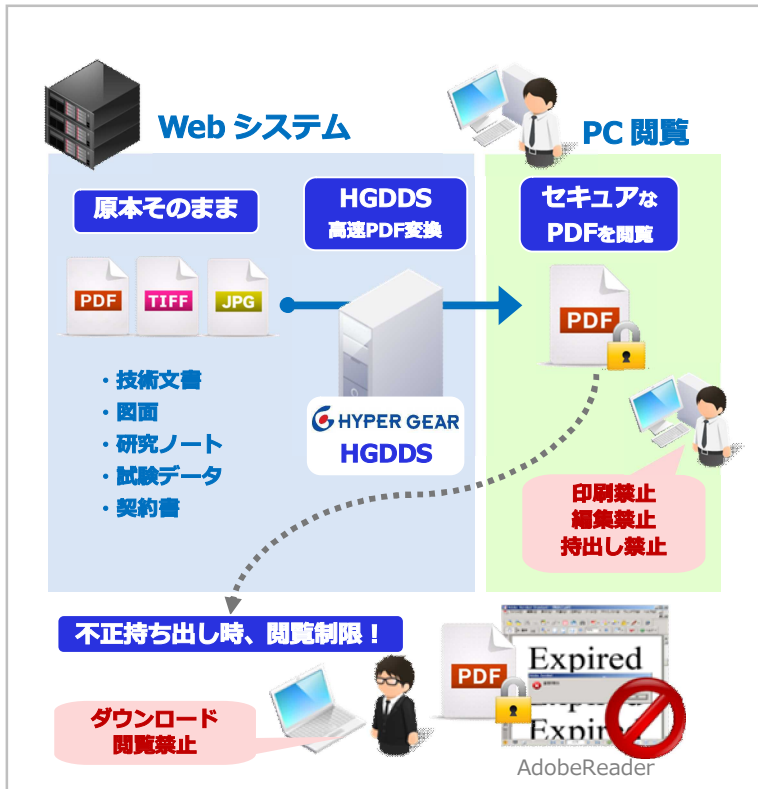 Web システム
PC 閲覧
原本そのまま
HGDDS
高速PDF変換
セキュアな
PDFを閲覧
PDF
TIFF
JPG
PDF
・技術文書
・図面
・研究ノート
・試験データ
・契約書
HYPER GEAR
HGDDS
印刷禁止
編集禁止
持出し禁止
不正持ち出し時、閲覧制限！
ダウンロード
閲覧禁止
PDF
Expired
Expired
AdobeReader